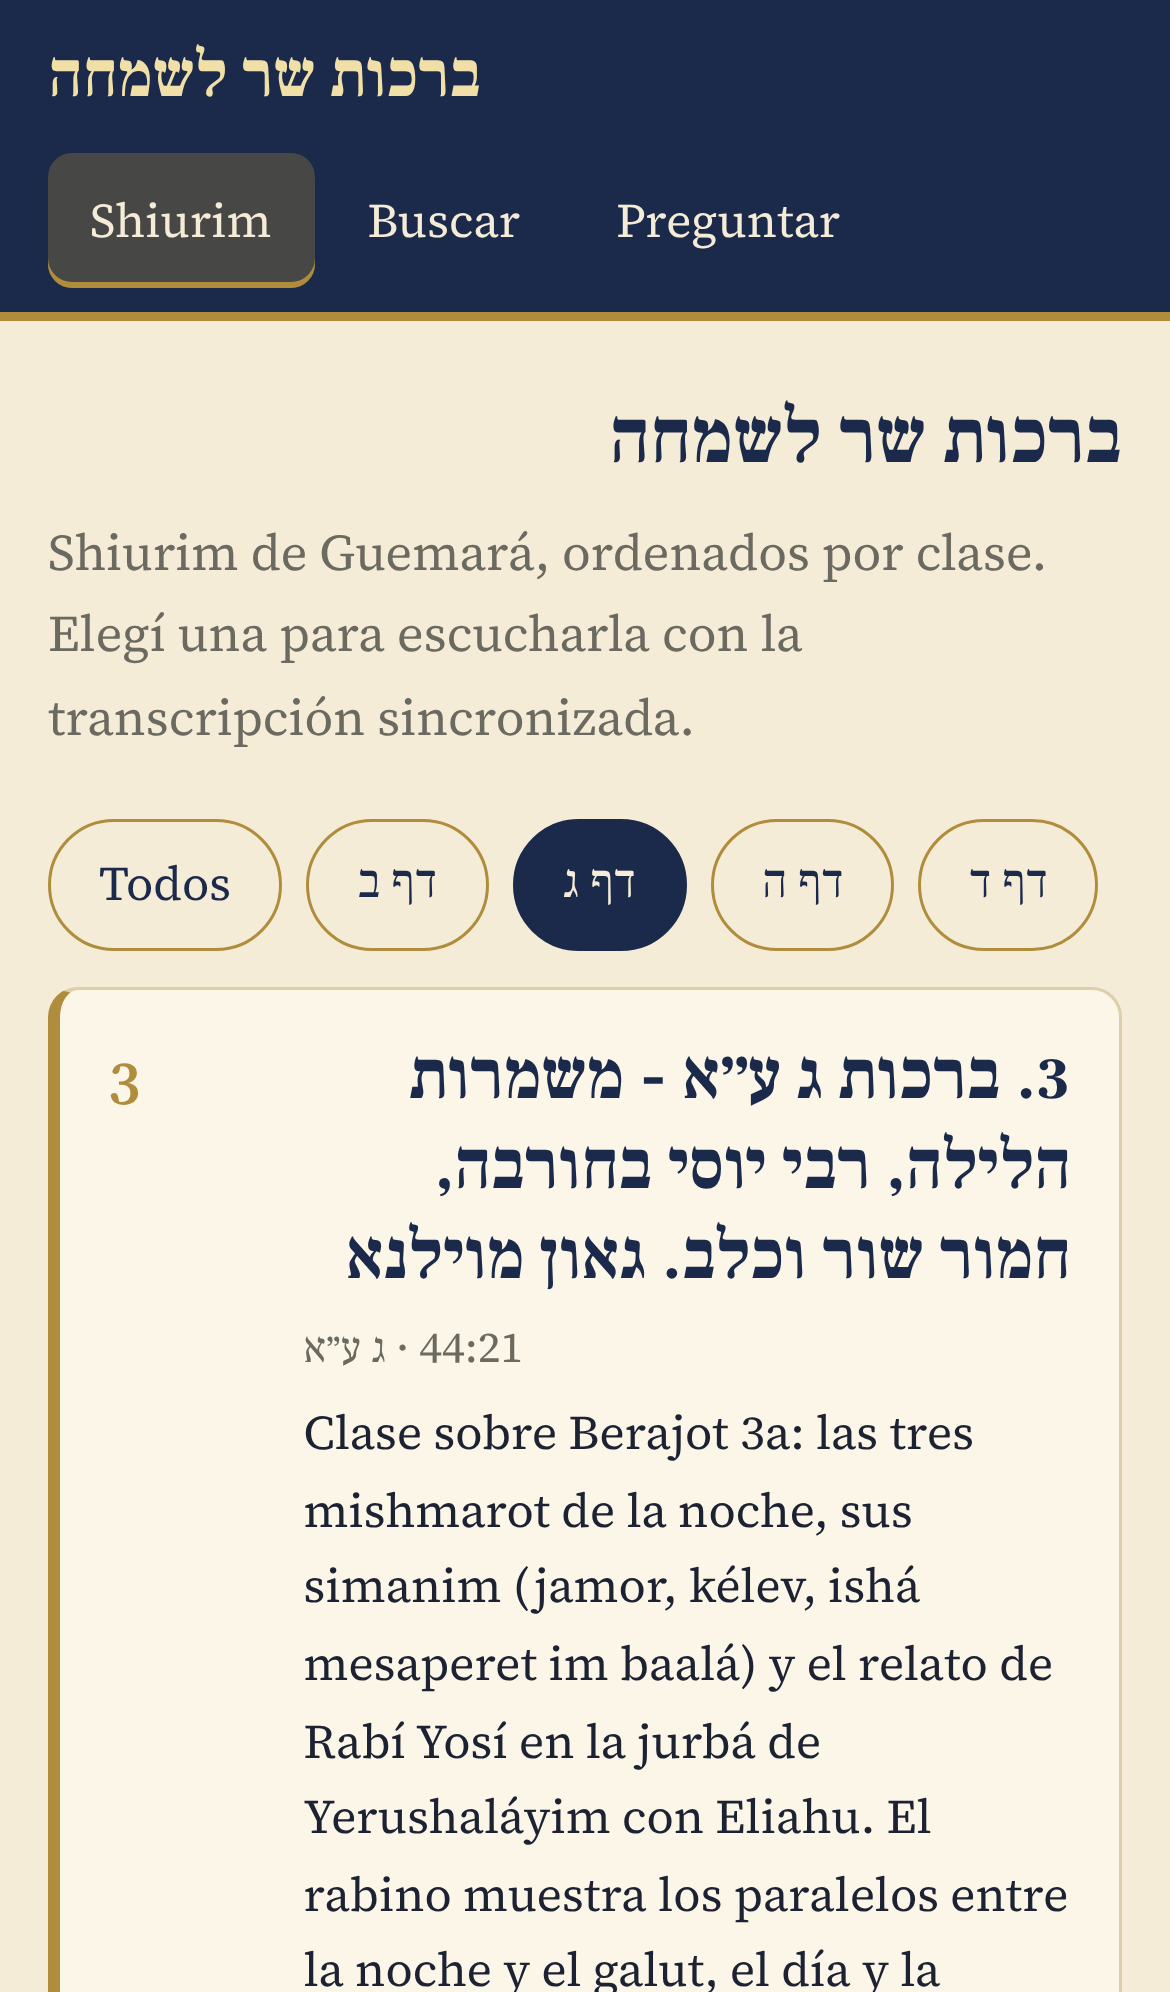 ברכות שר לשמחה
Shiurim Buscar Preguntar
ברכות שר לשמחה
Shiurim de Guemará, ordenados por clase.
Elegí una para escucharla con la
transcripción sincronizada.
Todos דף ב דף ג דף ה דף ד
3
3. ברכות ג ע”א - משמרות
הלילה, רבי יוסי בחורבה,
חמור שור וכלב. גאון מוילנא
ג ע”א · 44:21
Clase sobre Berajot 3a: las tres
mishmarot de la noche, sus
simanim (jamor, kélev, ishá
mesaperet im baalá) y el relato de
Rabí Yosí en la jurbá de
Yerushaláyim con Eliahu. El
rabino muestra los paralelos entre
la noche y el galut, el día y la